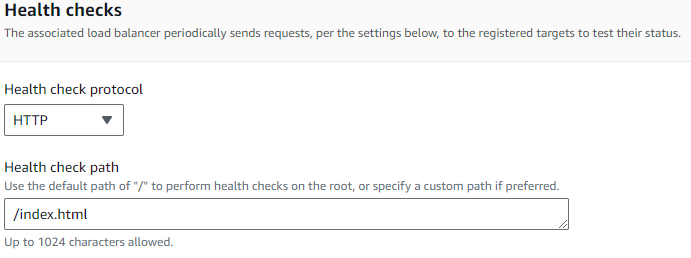 Health checks
The associated load balancer periodically sends requests, per the settings below, to the registered targets to test their status.
Health check protocol
HTTP
Health check path
Use the default path of "/" to perform health checks on the root, or specify a custom path if preferred.
/index.html
Up to 1024 characters allowed.